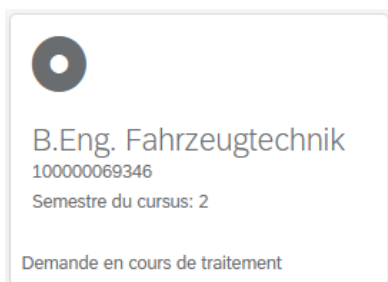 B.Eng. Fahrzeugtechnik
100000069346
Semestre du cursus: 2
Demande en cours de traitement